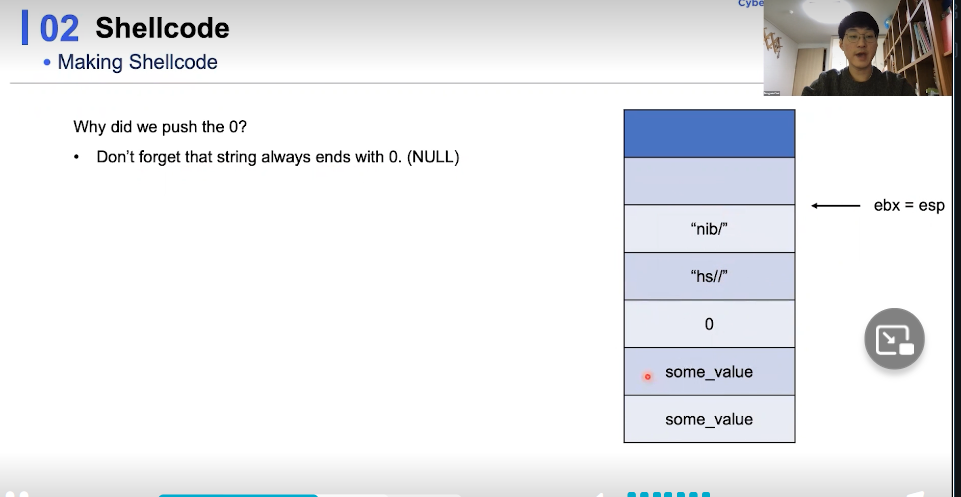 Cybe
02 Shellcode
• Making Shellcode
Why did we push the 0?
• Don't forget that string always ends with 0. (NULL)
ebx = esp
“nib/”
“hs//”
0
some_value
some_value